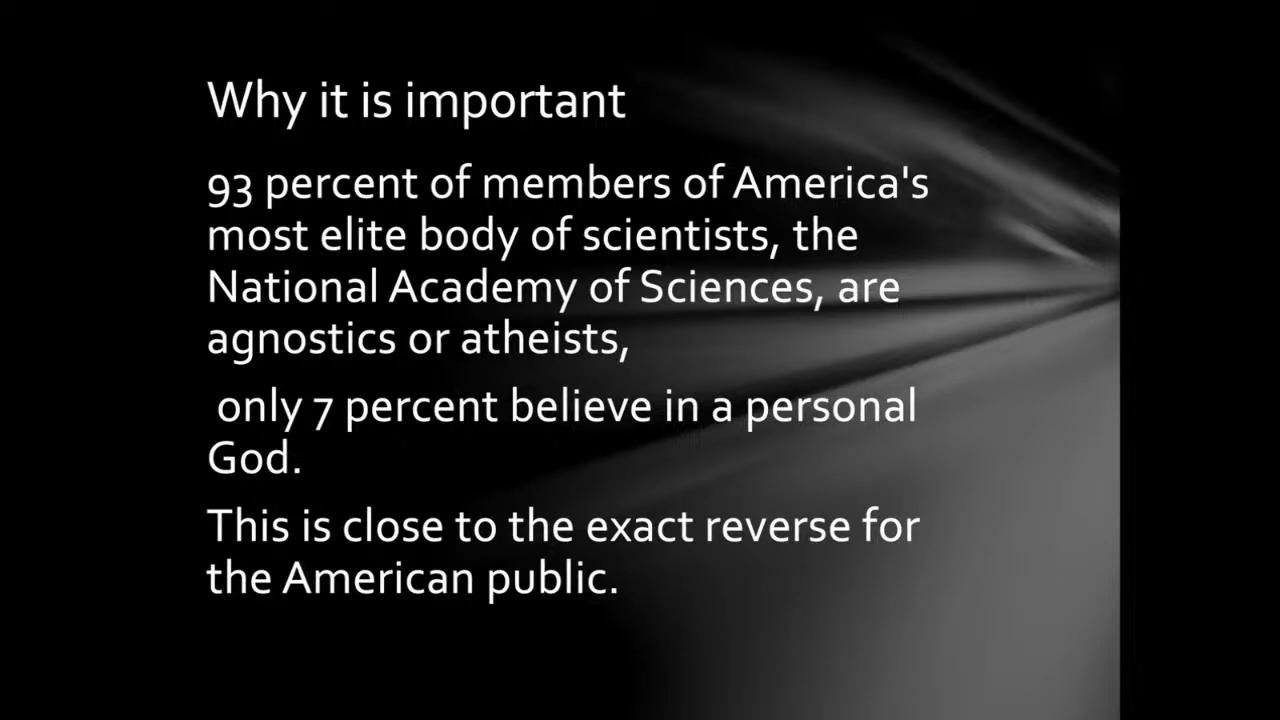 Why it is important
93 percent of members of America's
most elite body of scientists, the
National Academy of Sciences, are
agnostics or atheists,
only 7 percent believe in a personal
God.
This is close to the exact reverse for
the American public.